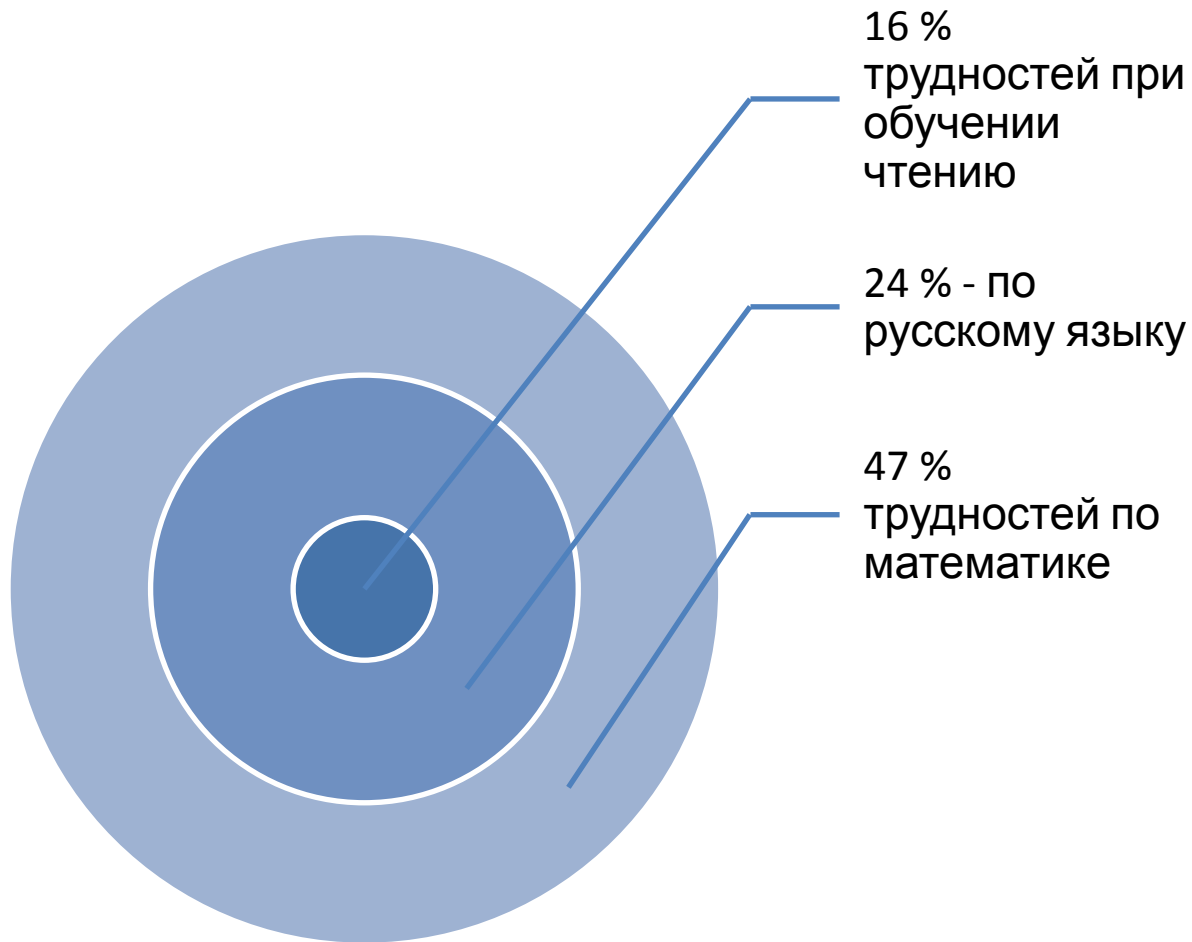 16 %
трудностей при
обучении
чтению
24 % - по
русскому языку
47 %
трудностей по
математике